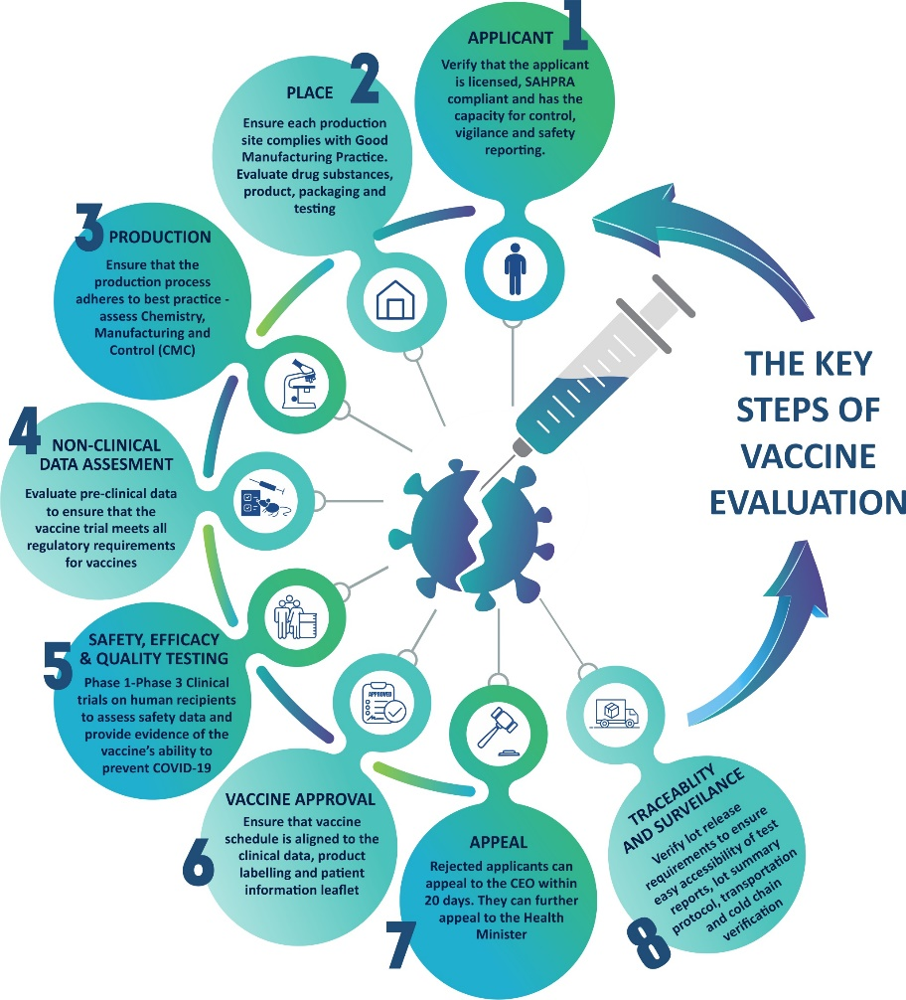 1
APPLICANT
Verify that the applicant
is licensed, SAHPRA
compliant and has the
capacity for control,
vigilance and safety
reporting.
2
PLACE
Ensure each production
site complies with Good
Manufacturing Practice.
Evaluate drug substances,
product, packaging and
testing
3
PRODUCTION
Ensure that the
production process
adheres to best practice -
assess Chemistry,
Manufacturing and
Control (CMC)
4
NON-CLINICAL
DATA ASSESMENT
Evaluate pre-clinical data
to ensure that the
vaccine trial meets all
regulatory requirements
for vaccines
5
SAFETY, EFFICACY
& QUALITY TESTING
Phase 1-Phase 3 Clinical
trials on human recipients
to assess safety data and
provide evidence of the
vaccine's ability to
prevent COVID-19
APPROVED
6
VACCINE APPROVAL
Ensure that vaccine
schedule is aligned to the
clinical data, product
labelling and patient
information leaflet
7
APPEAL
Rejected applicants can
appeal to the CEO within
20 days. They can further
appeal to the Health
Minister
8
TRACEABLITY
AND SURVEILANCE
Verify lot release
requirements to ensure
easy accessibility of test
reports, lot summary
protocol, transportation
and cold chain
verification
THE KEY
STEPS OF
VACCINE
EVALUATION